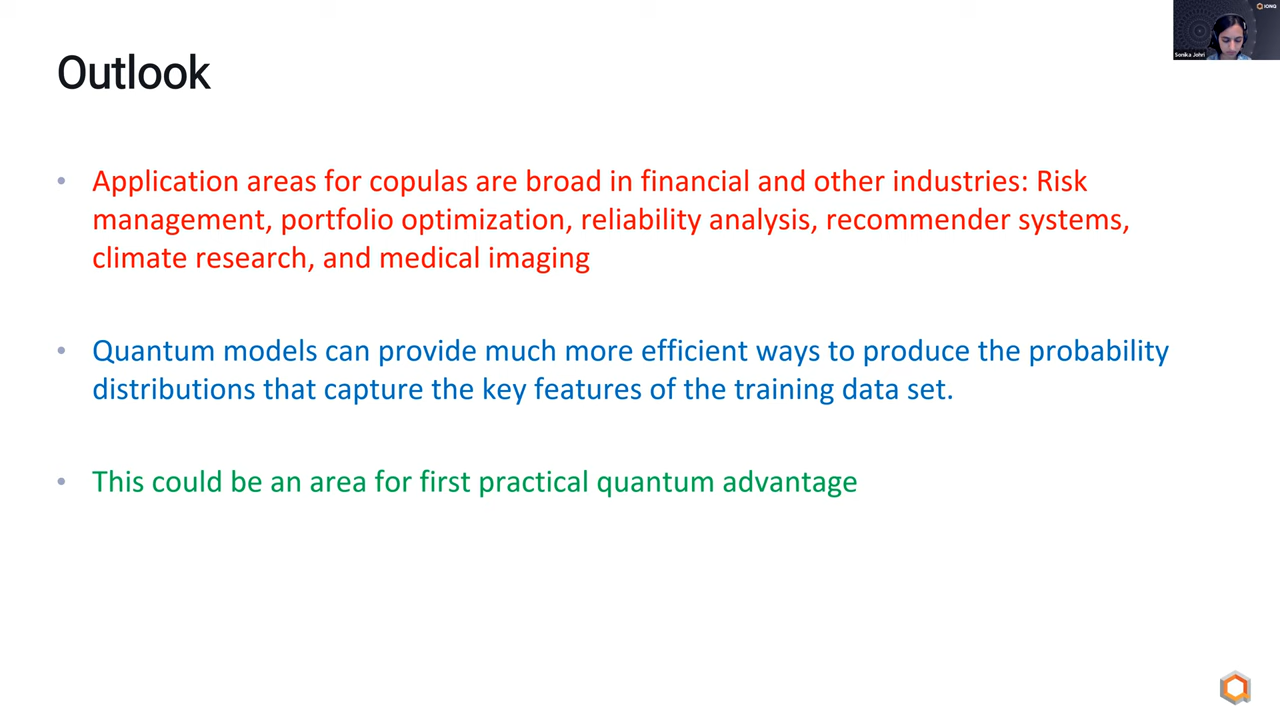 IONQ
Sonika Johri
Outlook
• Application areas for copulas are broad in financial and other industries: Risk
management, portfolio optimization, reliability analysis, recommender systems,
climate research, and medical imaging
• Quantum models can provide much more efficient ways to produce the probability
distributions that capture the key features of the training data set.
• This could be an area for first practical quantum advantage